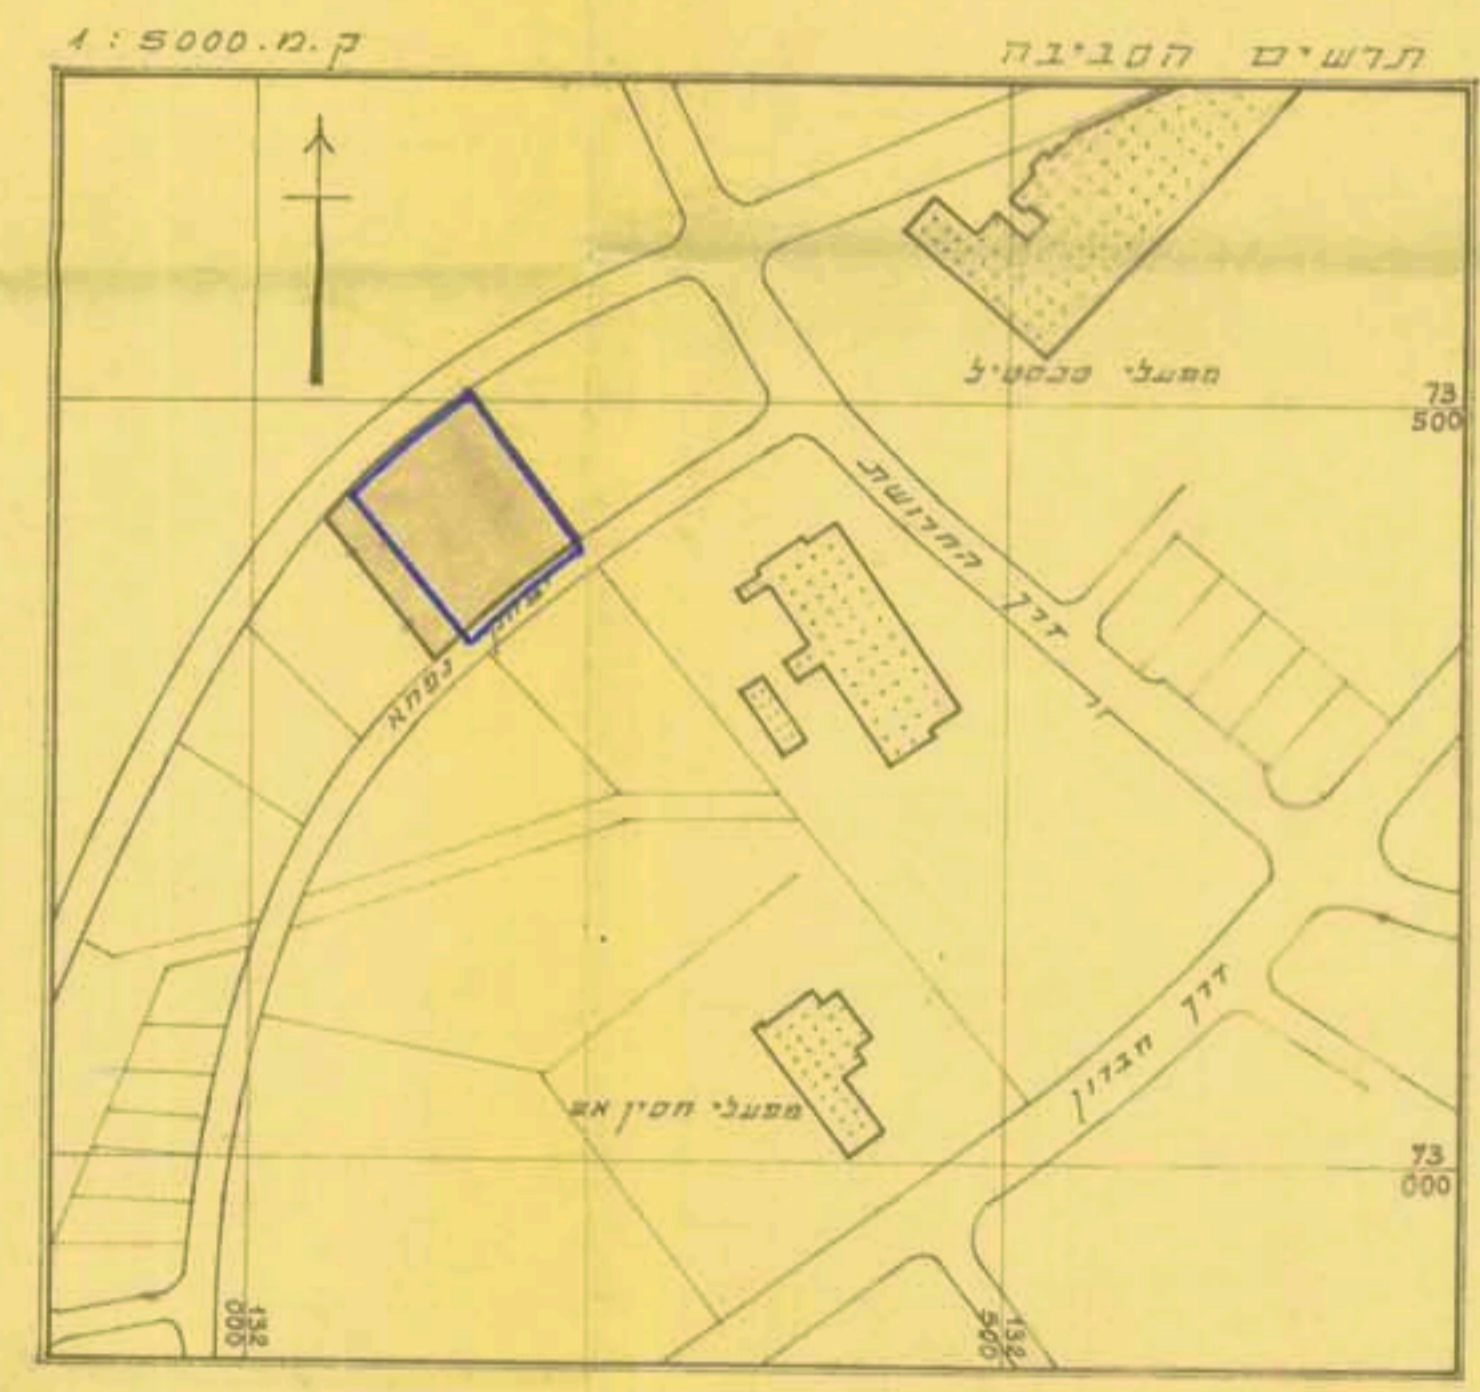 תרשים הסביבה
ק.מ. 1:5000
מפעלי טכסטיל
73
500
דרך החרושת
שמעון
נפחא
דרך חברון
מפעלי חסין אש
73
000
132
000
132
500